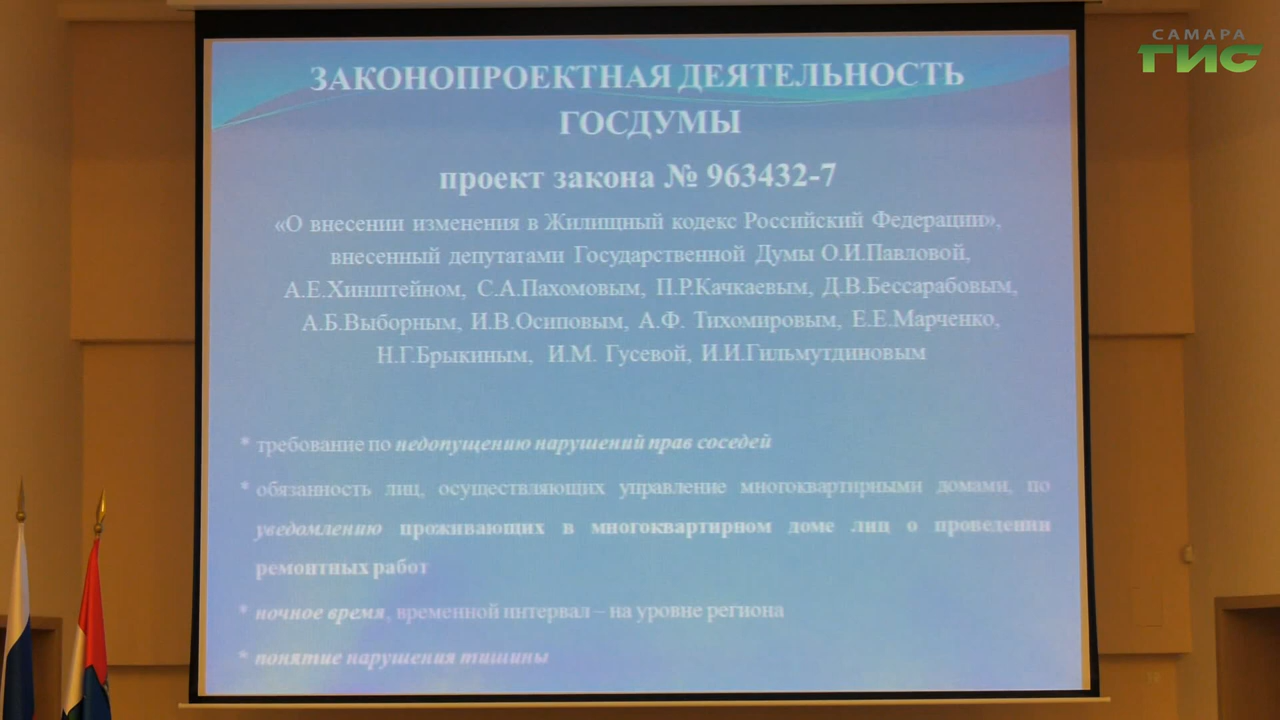 САМАРА
ГИС
ЗАКОНОПРОЕКТНАЯ ДЕЯТЕЛЬНОСТЬ
ГОСДУМЫ
проект закона № 963432-7
«О внесении изменения в Жилищный кодекс Российский Федерации»,
внесенный депутатами Государственной Думы О.И.Павловой,
А.Е.Хинштейном, С.А.Пахомовым, П.Р.Качкаевым, Д.В.Бессарабовым,
А.Б.Выборным, И.В.Осиповым, А.Ф. Тихомировым, Е.Е.Марченко,
Н.Г.Брыкиным, И.М. Гусевой, И.И.Гильмутдиновым
* требование по недопущению нарушений прав соседей
* обязанность лиц, осуществляющих управление многоквартирными домами, по
уведомлению проживающих в многоквартирном доме лиц о проведении
ремонтных работ
* ночное время, временной интервал – на уровне региона
* понятие нарушения тишины